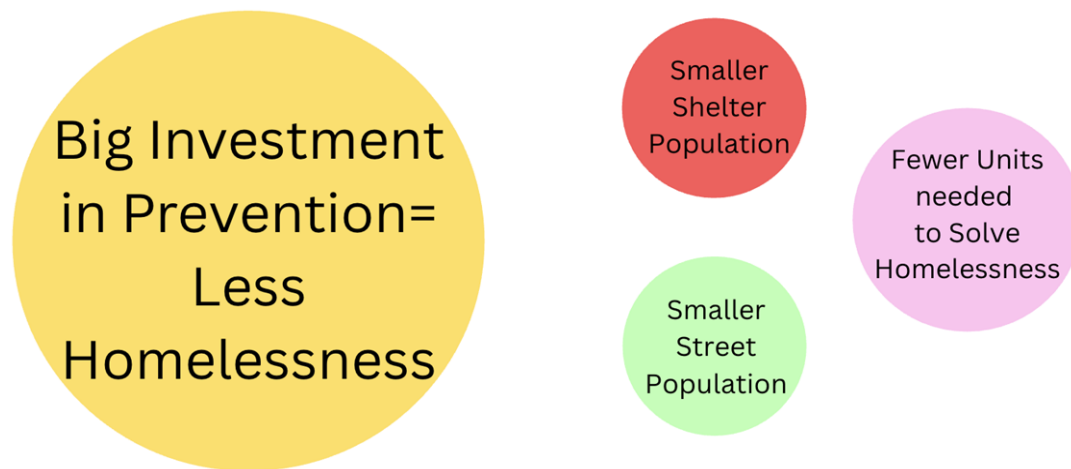 Big Investment
in Prevention=
Less
Homelessness
Smaller
Shelter
Population
Smaller
Street
Population
Fewer Units
needed
to Solve
Homelessness